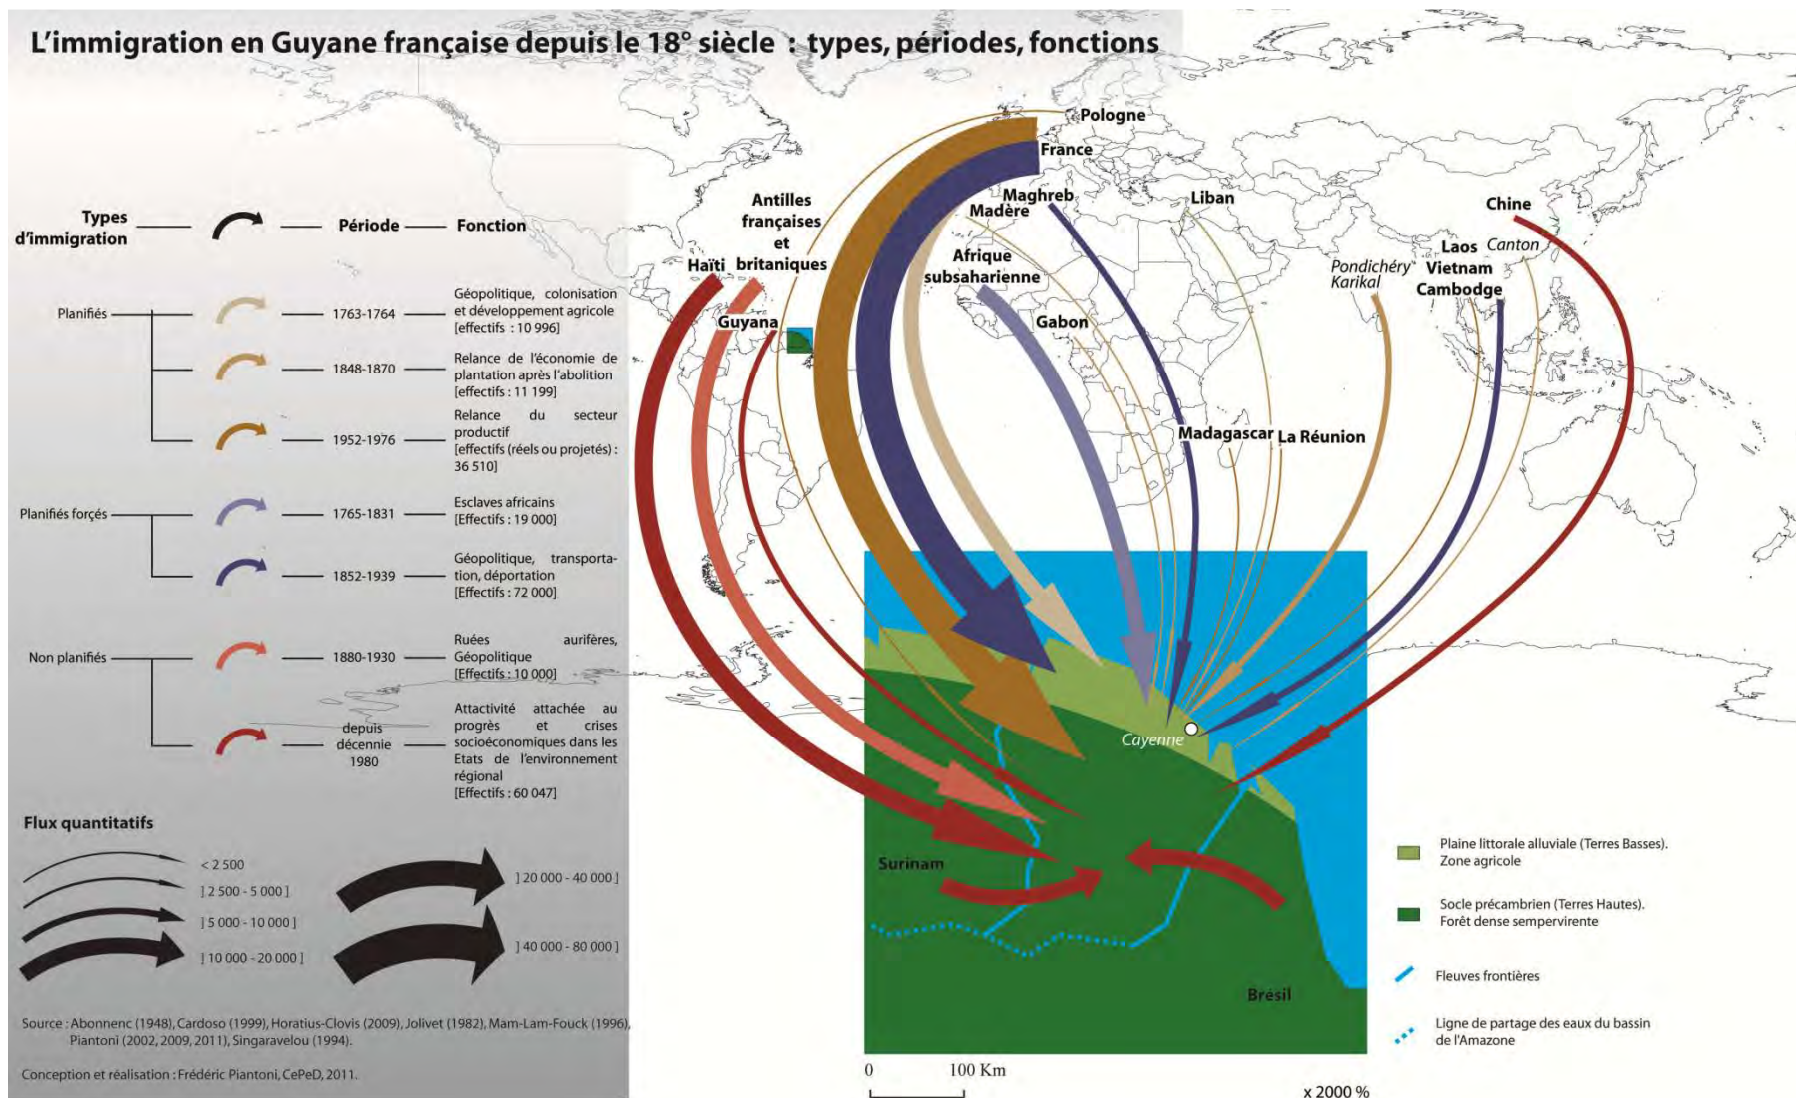 L'immigration en Guyane française depuis le 18° siècle : types, périodes, fonctions
Types
d'immigration
Période
Fonction
Planifiés
1763-1764
Géopolitique, colonisation
et développement agricole
[effectifs : 10 996]
1848-1870
Relance de l'économie de
plantation après l'abolition
[effectifs : 11 199]
1952-1976
Relance du secteur
productif
[effectifs (réels ou projetés) :
36 510]
Planifiés forcés
1765-1831
Esclaves africains
[Effectifs : 19 000]
1852-1939
Géopolitique, transporta-
tion, déportation
[Effectifs : 72 000]
Non planifiés
1880-1930
Ruées aurifères,
Géopolitique
[Effectifs : 10 000]
depuis
décennie
1980
Attactivité attachée au
progrès et crises
socioéconomiques dans les
Etats de l'environnement
régional
[Effectifs : 60 047]
Flux quantitatifs
< 2 500
] 2 500 - 5 000 ]
] 5 000 - 10 000 ]
] 10 000 - 20 000 ]
] 20 000 - 40 000 ]
] 40 000 - 80 000 ]
Source : Abonnenc (1948), Cardoso (1999), Horatius-Clovis (2009), Jolivet (1982), Mam-Lam-Fouck (1996),
Piantoni (2002, 2009, 2011), Singaravelou (1994).
Conception et réalisation : Frédéric Piantoni, CePeD, 2011.
Pologne
France
Maghreb
Madère
Liban
Chine
Antilles
françaises
et
britaniques
Haïti
Afrique
subsaharienne
Pondichéry
Karikal
Canton
Laos
Vietnam
Cambodge
Guyana
Gabon
Madagascar
La Réunion
Cayenne
Surinam
Brésil
Plaine littorale alluviale (Terres Basses).
Zone agricole
Socle précambrien (Terres Hautes).
Forêt dense sempervirente
Fleuves frontières
Ligne de partage des eaux du bassin
de l'Amazone
0 100 Km
x 2000 %